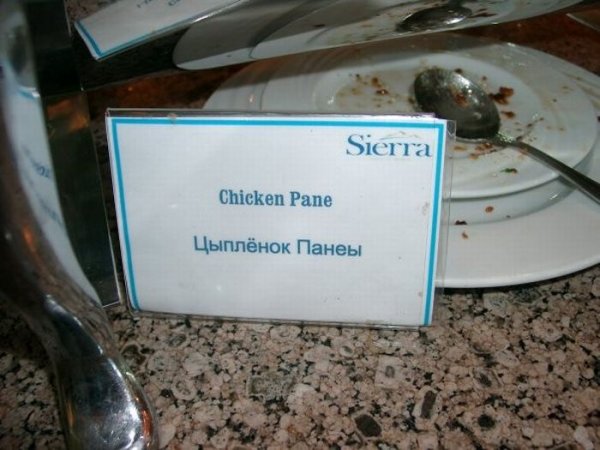 Sierra
Chicken Pane
Цыплёнок Панеы